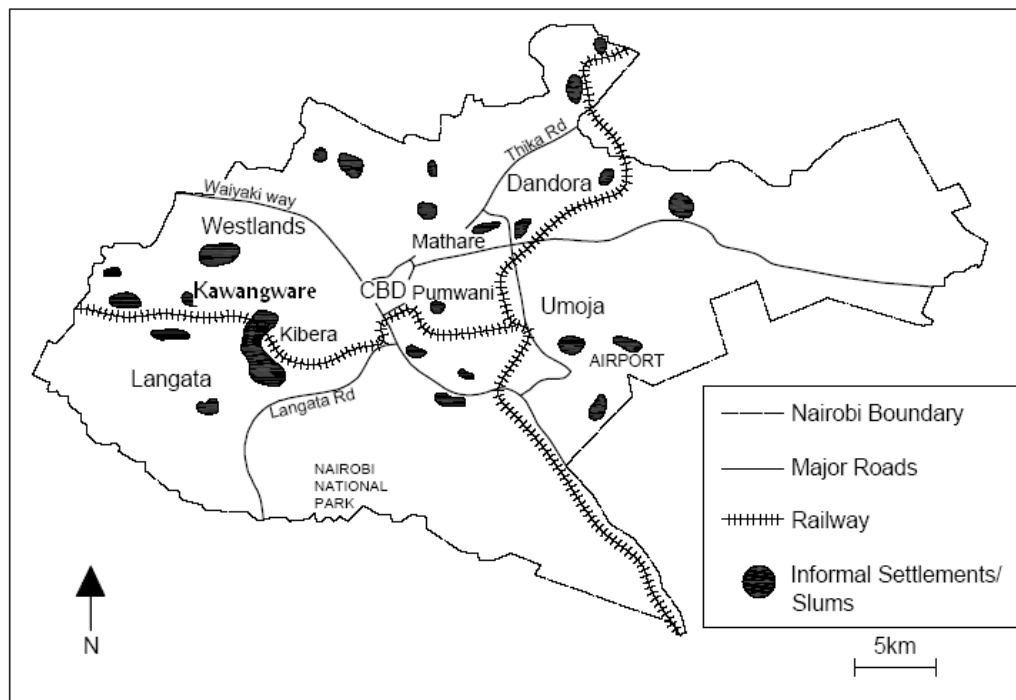 Thika Rd
Dandora
Waiyaki way
Westlands
Mathare
Kawangware
CBD
Pumwani
Umoja
Kibera
AIRPORT
Langata
Langata Rd
NAIROBI
NATIONAL
PARK
N
Nairobi Boundary
Major Roads
Railway
Informal Settlements/
Slums
5km